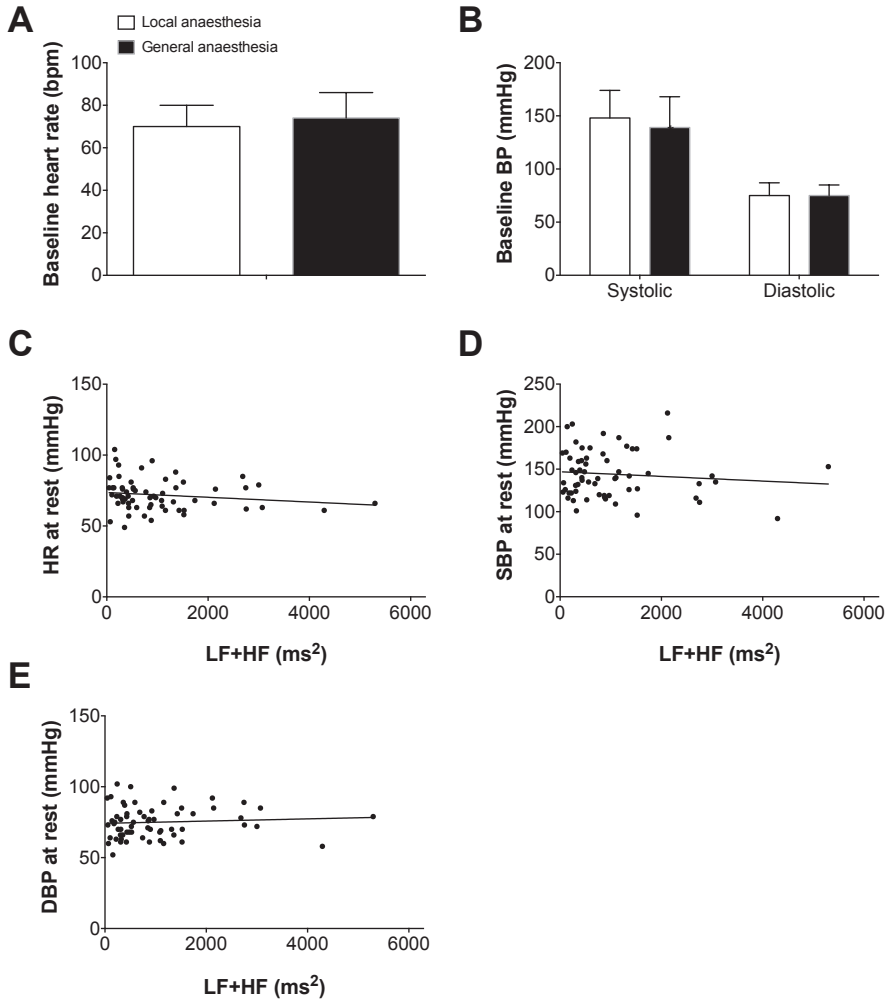 A
Local anaesthesia
General anaesthesia
Baseline heart rate (bpm)
100
80
60
40
20
0
B
Baseline BP (mmHg)
200
150
100
50
0
Systolic Diastolic
C
HR at rest (mmHg)
150
100
50
0
0 2000 4000 6000
LF+HF (ms²)
D
SBP at rest (mmHg)
250
200
150
100
50
0
0 2000 4000 6000
LF+HF (ms²)
E
DBP at rest (mmHg)
150
100
50
0
0 2000 4000 6000
LF+HF (ms²)